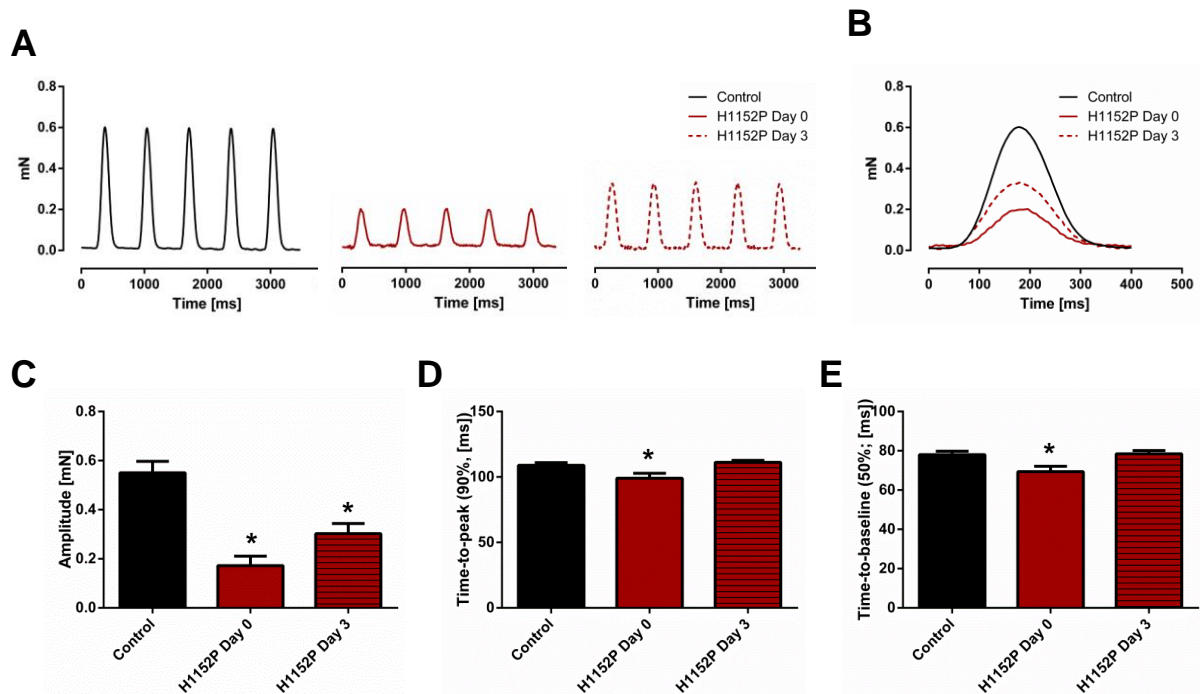 A
B
0.8
0.6
0.4
0.2
0.0
mN
0 1000 2000 3000
Time [ms]
0 1000 2000 3000
Time [ms]
Control
H1152P Day 0
H1152P Day 3
0 1000 2000 3000
Time [ms]
0.8
0.6
0.4
0.2
0.0
mN
Control
H1152P Day 0
H1152P Day 3
0 100 200 300 400 500
Time [ms]
C
D
E
Amplitude [mN]
0.8
0.6
0.4
0.2
0.0
*
*
Control
H1152P Day 0
H1152P Day 3
Time-to-peak (90%, [ms])
150
100
50
0
*
Control
H1152P Day 0
H1152P Day 3
Time-to-baseline (50%; [ms])
100
80
60
40
20
0
*
Control
H1152P Day 0
H1152P Day 3